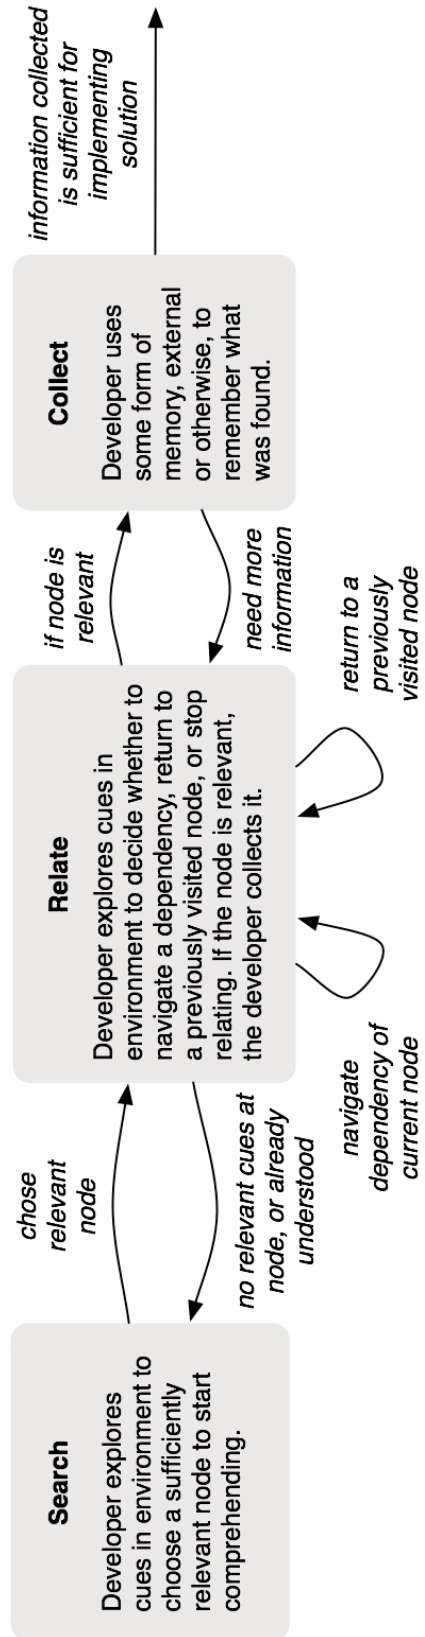 Search
Developer explores
cues in environment to
choose a sufficiently
relevant node to start
comprehending.
chose
relevant
node
no relevant cues at
node, or already
understood
Relate
Developer explores cues in
environment to decide whether to
navigate a dependency, return to
a previously visited node, or stop
relating. If the node is relevant,
the developer collects it.
navigate
dependency of
current node
return to a
previously
visited node
if node is
relevant
need more
information
Collect
Developer uses
some form of
memory, external
or otherwise, to
remember what
was found.
information collected
is sufficient for
implementing
solution